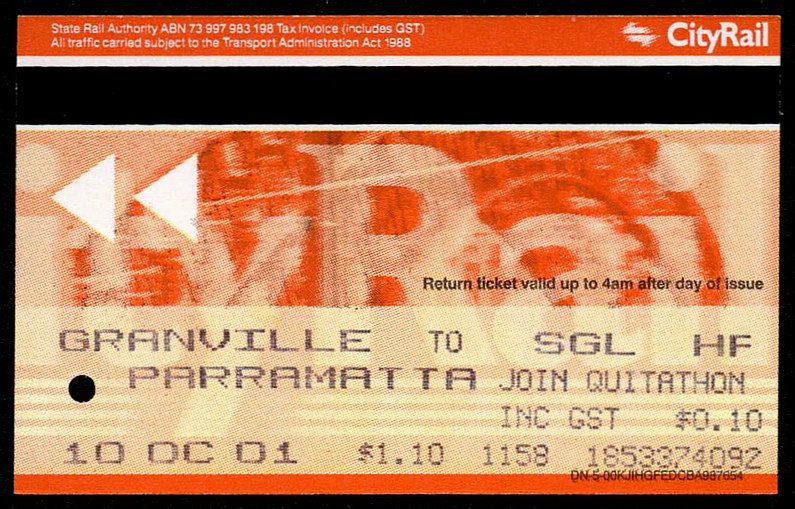 State Rail Authority ABN 73 997 983 198 Tax Invoice (includes GST)
All traffic carried subject to the Transport Administration Act 1988
CityRail
Return ticket valid up to 4am after day of issue
GRANVILLE TO SGL HF
PARRAMATTA JOIN QUITATHON
INC GST $0.10
10 OC 01 $1.10 1158 1853374092
DN-5-00KJIHGFEDCBA987654